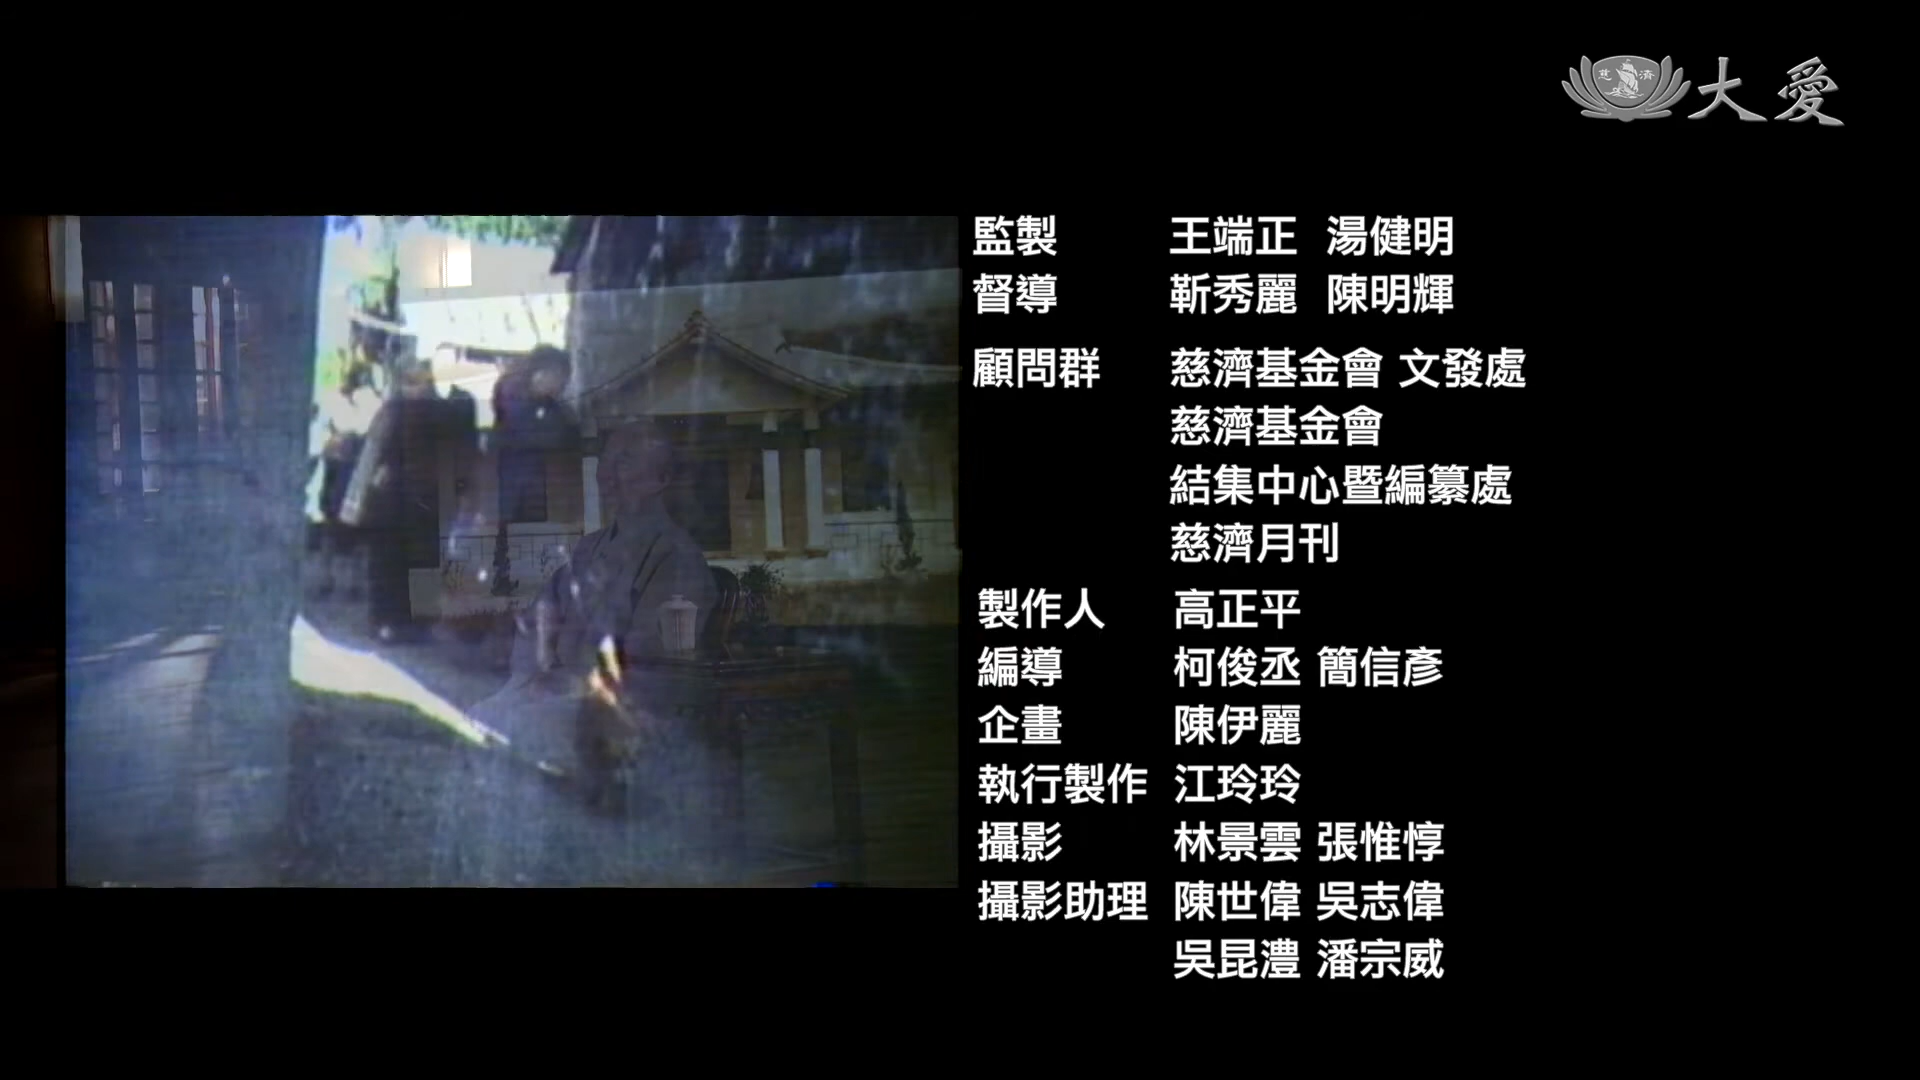 慈濟 大愛
監製 王端正 湯健明
督導 靳秀麗 陳明輝
顧問群 慈濟基金會 文發處
慈濟基金會
結集中心暨編纂處
慈濟月刊
製作人 高正平
編導 柯俊丞 簡信彥
企畫 陳伊麗
執行製作 江玲玲
攝影 林景雲 張惟惇
攝影助理 陳世偉 吳志偉
吳昆澧 潘宗威